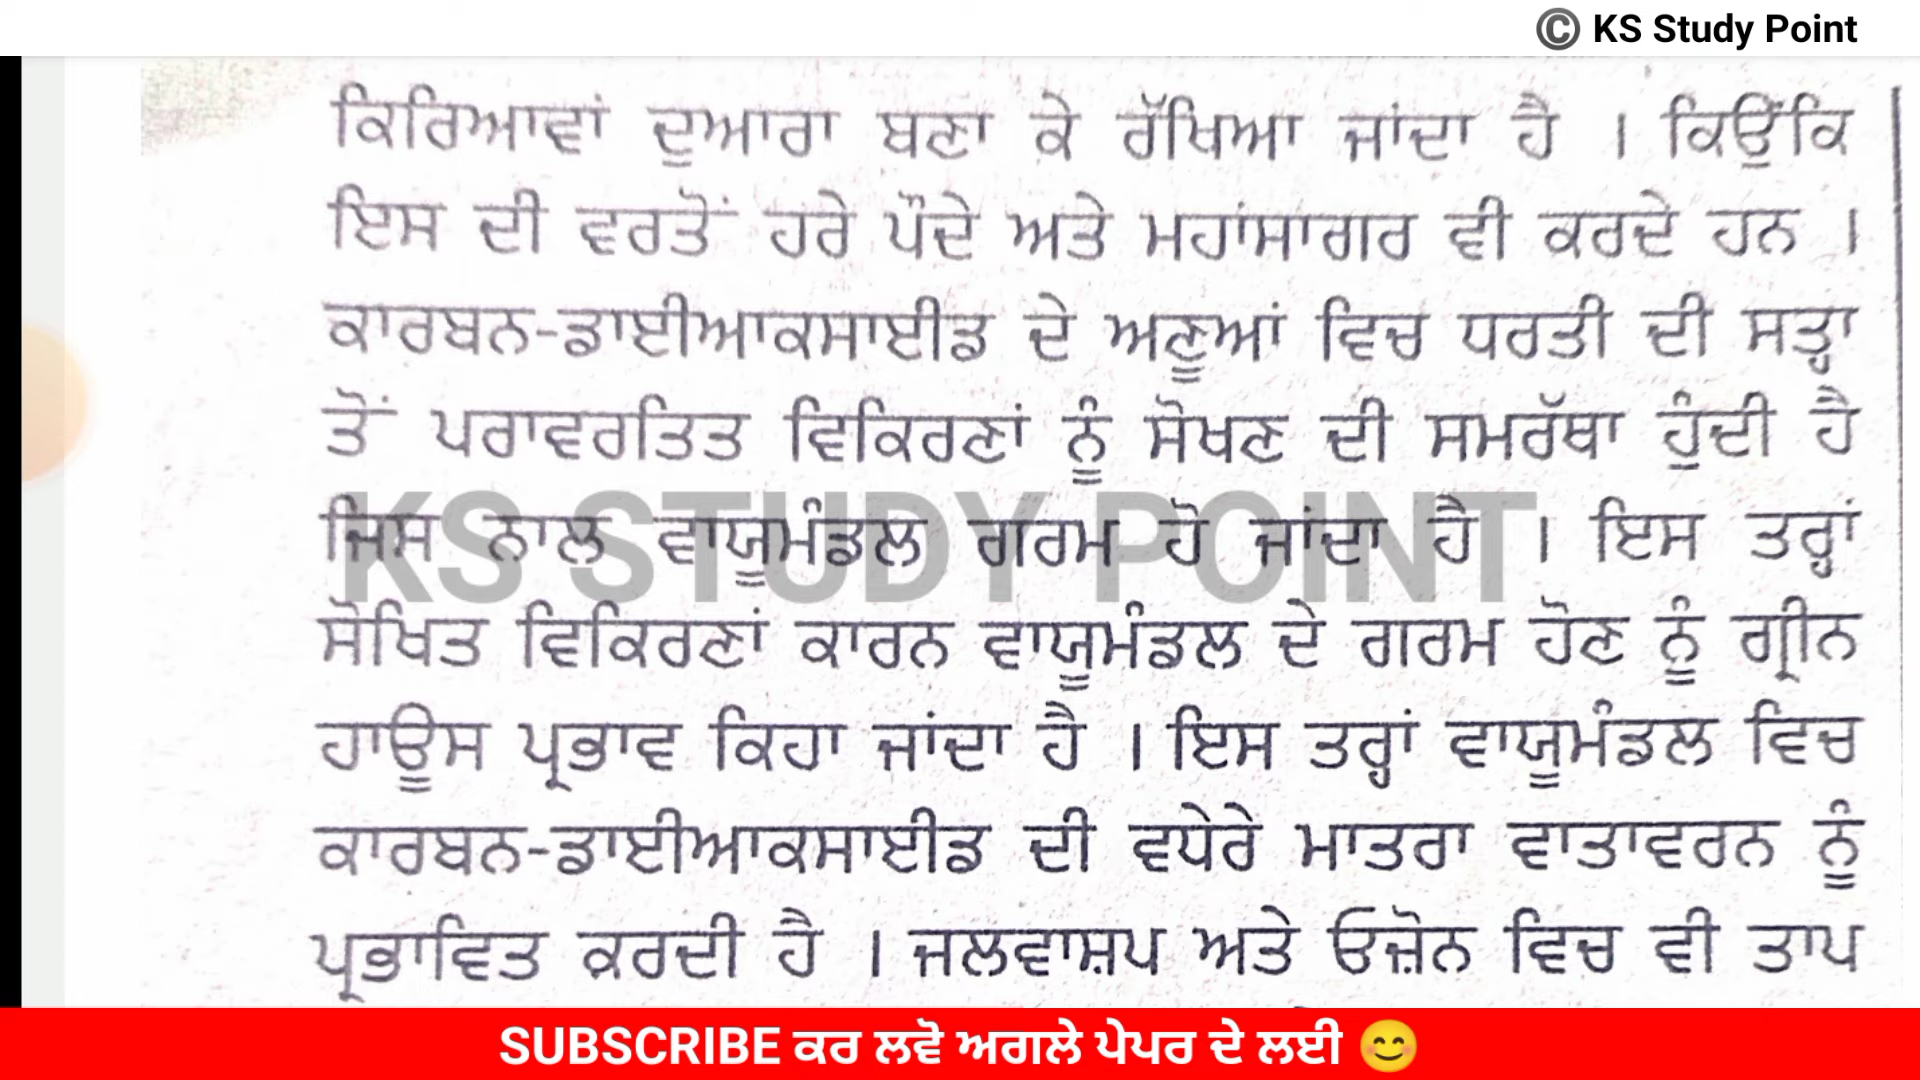 © KS Study Point
ਕਿਰਿਆਵਾਂ ਦੁਆਰਾ ਬਣਾ ਕੇ ਰੱਖਿਆ ਜਾਂਦਾ ਹੈ । ਕਿਉਂਕਿ
ਇਸ ਦੀ ਵਰਤੋਂ ਹਰੇ ਪੌਦੇ ਅਤੇ ਮਹਾਂਸਾਗਰ ਵੀ ਕਰਦੇ ਹਨ ।
ਕਾਰਬਨ-ਡਾਈਆਕਸਾਈਡ ਦੇ ਅਣੂਆਂ ਵਿਚ ਧਰਤੀ ਦੀ ਸਤ੍ਹਾ
ਤੋਂ ਪਰਾਵਰਤਿਤ ਵਿਕਿਰਣਾਂ ਨੂੰ ਸੋਖਣ ਦੀ ਸਮਰੱਥਾ ਹੁੰਦੀ ਹੈ
ਜਿਸ ਨਾਲ ਵਾਯੂਮੰਡਲ ਗਰਮ ਹੋ ਜਾਂਦਾ ਹੈ । ਇਸ ਤਰ੍ਹਾਂ
KS STUDY POINT
ਸੋਖਿਤ ਵਿਕਿਰਣਾਂ ਕਾਰਨ ਵਾਯੂਮੰਡਲ ਦੇ ਗਰਮ ਹੋਣ ਨੂੰ ਗ੍ਰੀਨ
ਹਾਊਸ ਪ੍ਰਭਾਵ ਕਿਹਾ ਜਾਂਦਾ ਹੈ । ਇਸ ਤਰ੍ਹਾਂ ਵਾਯੂਮੰਡਲ ਵਿਚ
ਕਾਰਬਨ-ਡਾਈਆਕਸਾਈਡ ਦੀ ਵਧੇਰੇ ਮਾਤਰਾ ਵਾਤਾਵਰਨ ਨੂੰ
ਪ੍ਰਭਾਵਿਤ ਕਰਦੀ ਹੈ । ਜਲਵਾਸ਼ਪ ਅਤੇ ਓਜ਼ੋਨ ਵਿਚ ਵੀ ਤਾਪ
SUBSCRIBE ਕਰ ਲਵੋ ਅਗਲੇ ਪੇਪਰ ਦੇ ਲਈ 😊